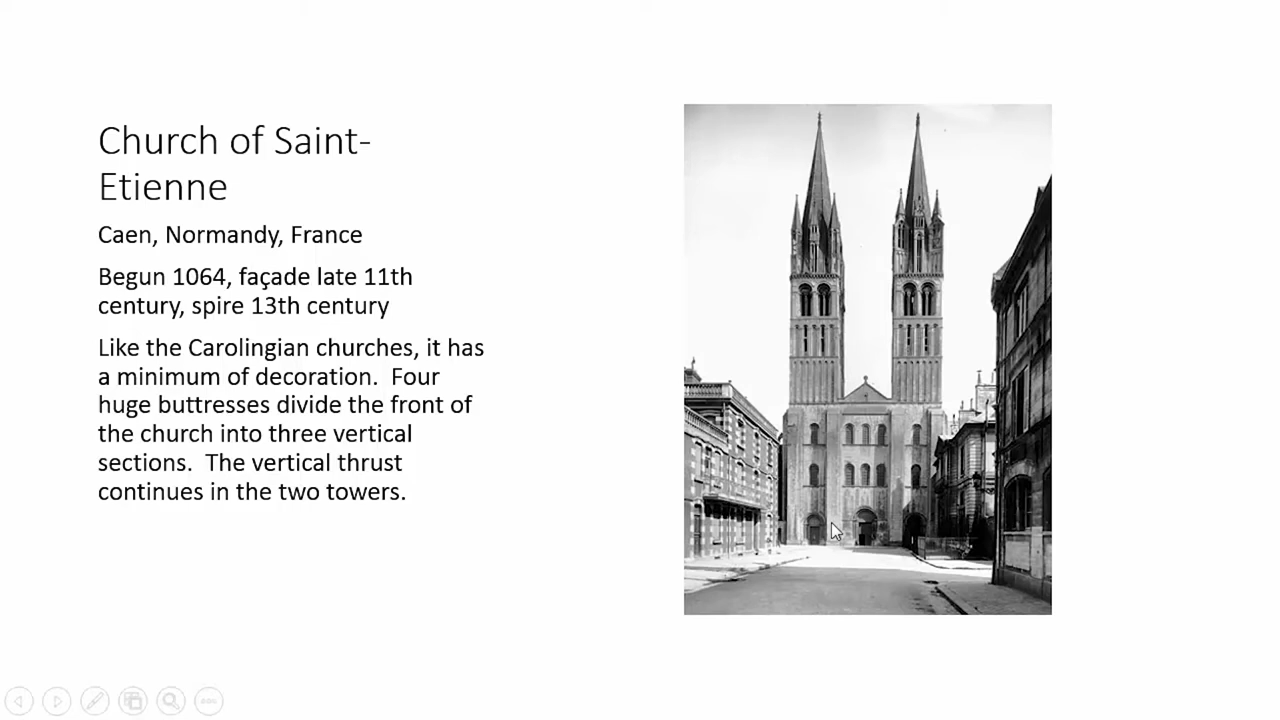 Church of Saint-
Etienne
Caen, Normandy, France
Begun 1064, façade late 11th
century, spire 13th century
Like the Carolingian churches, it has
a minimum of decoration.  Four
huge buttresses divide the front of
the church into three vertical
sections.  The vertical thrust
continues in the two towers.